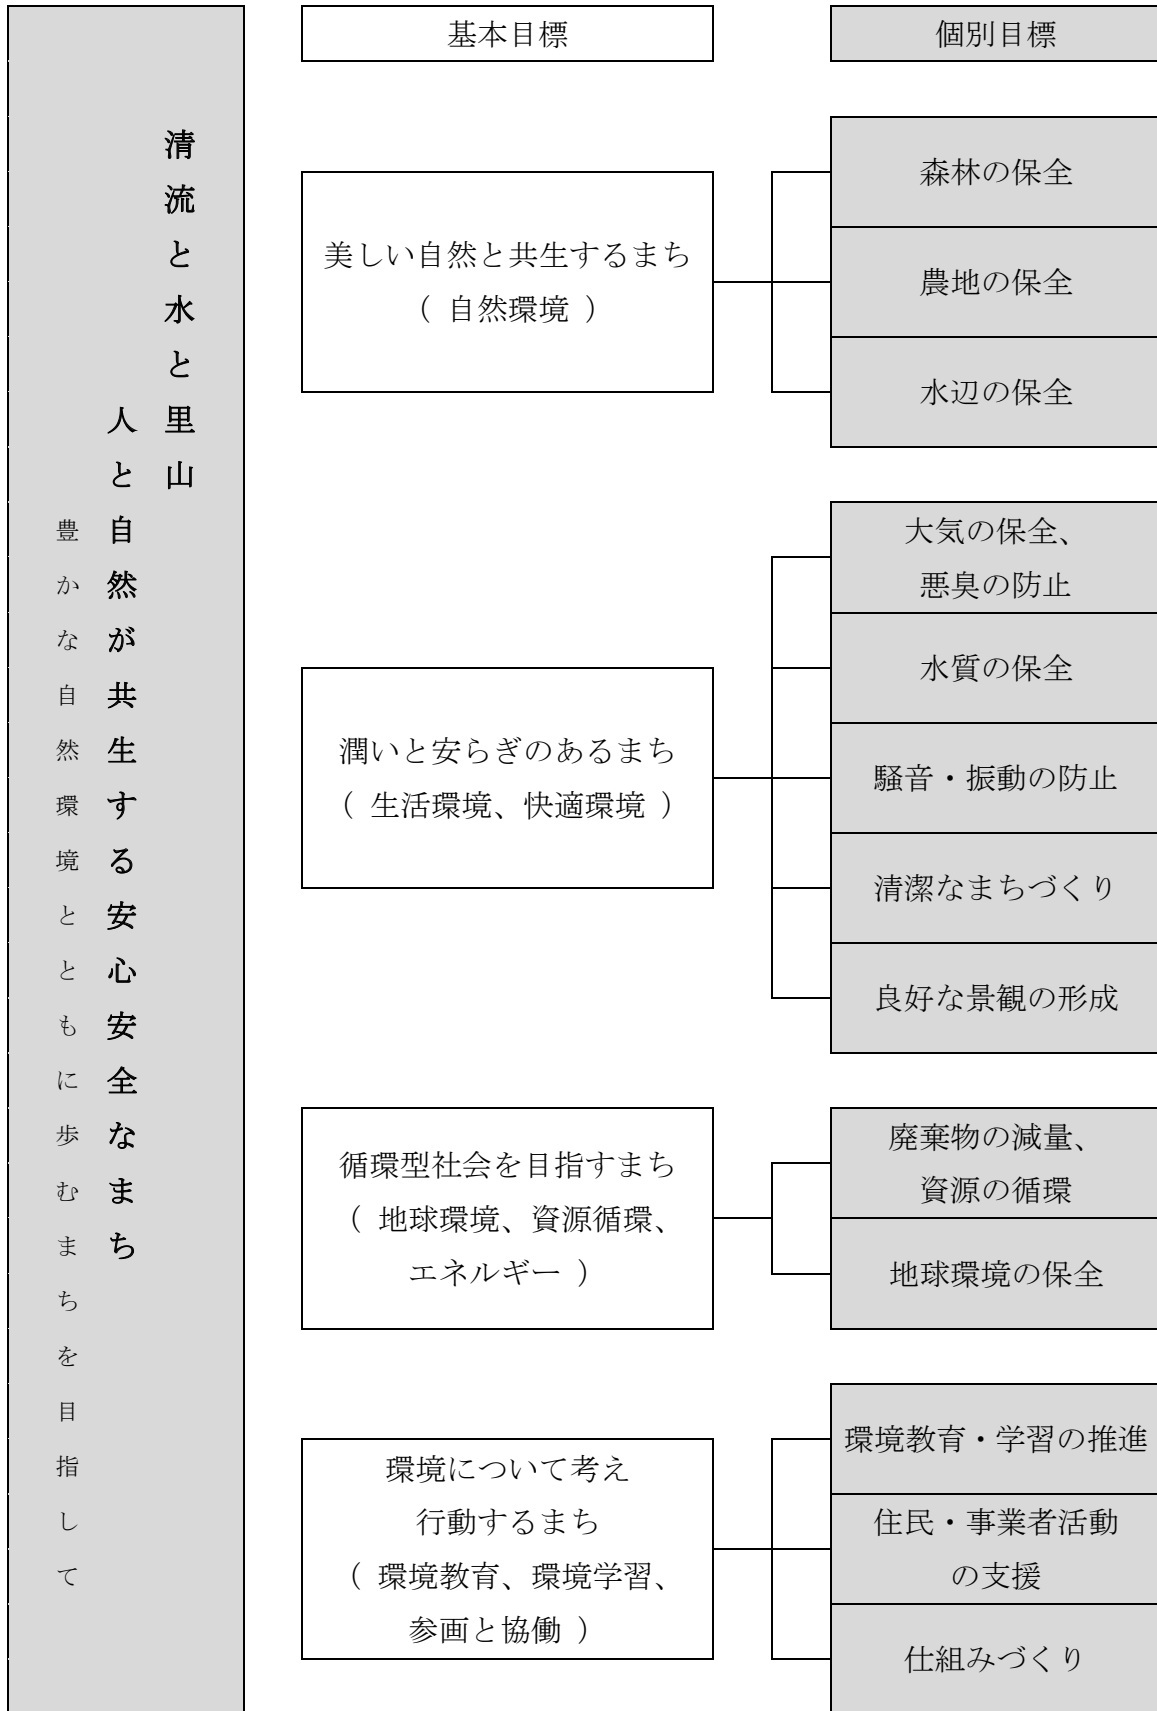 清流と水と里山
人と自然が共生する安心安全なまち
豊かな自然環境とともに歩むまちを目指して
基本目標
個別目標
美しい自然と共生するまち
（ 自然環境 ）
森林の保全
農地の保全
水辺の保全
潤いと安らぎのあるまち
（ 生活環境、快適環境 ）
大気の保全、
悪臭の防止
水質の保全
騒音・振動の防止
清潔なまちづくり
良好な景観の形成
循環型社会を目指すまち
（ 地球環境、資源循環、
エネルギー ）
廃棄物の減量、
資源の循環
地球環境の保全
環境について考え
行動するまち
（ 環境教育、環境学習、
参画と協働 ）
環境教育・学習の推進
住民・事業者活動
の支援
仕組みづくり